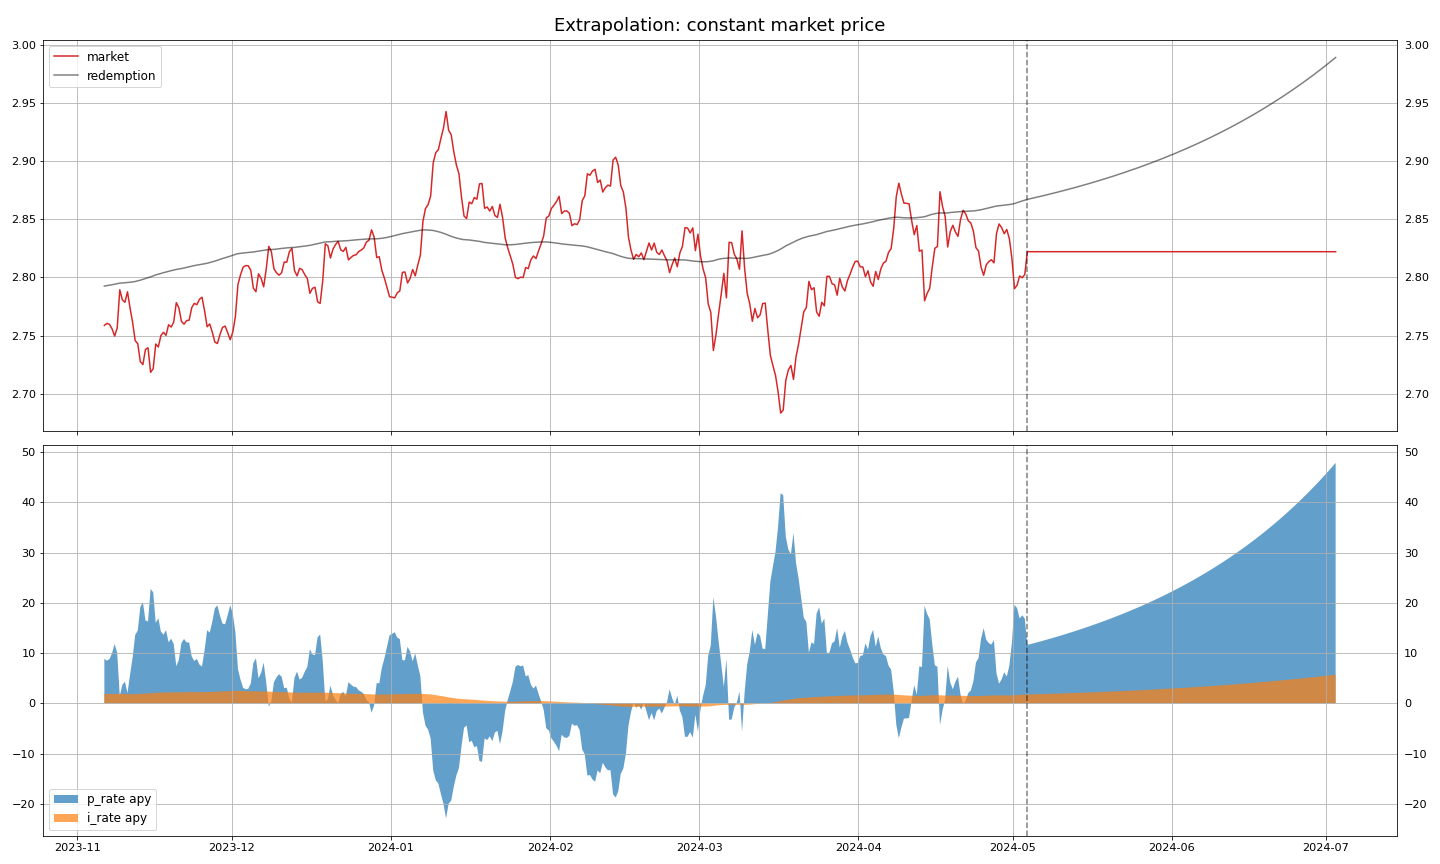 Extrapolation: constant market price
3.00 3.00
market
redemption
2.95 2.95
2.90 2.90
2.85 2.85
2.80 2.80
2.75 2.75
2.70 2.70
50 50
40 40
30 30
20 20
10 10
0 0
−10 −10
−20 −20
p_rate apy
i_rate apy
2023-11 2023-12 2024-01 2024-02 2024-03 2024-04 2024-05 2024-06 2024-07